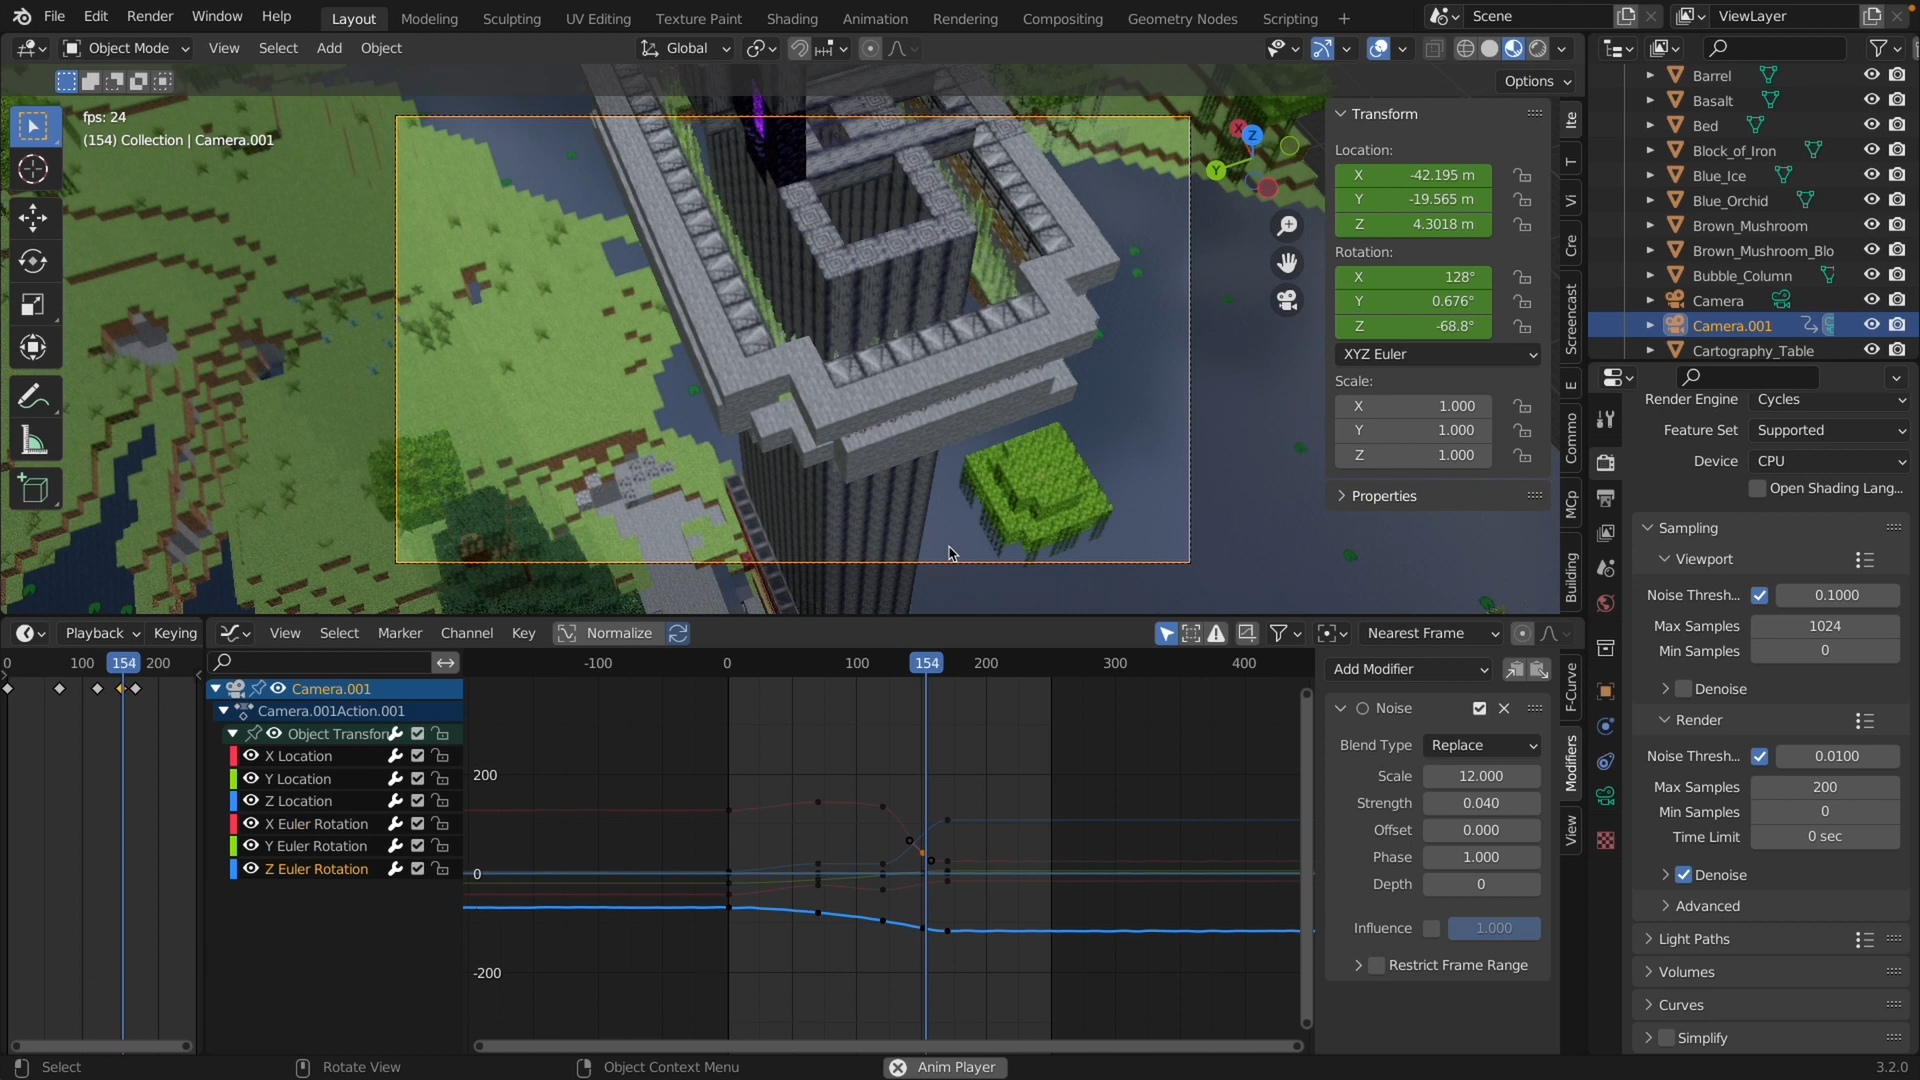 File Edit Render Window Help Layout Modeling Sculpting UV Editing Texture Paint Shading Animation Rendering Compositing Geometry Nodes Scripting + Scene ViewLayer
Object Mode View Select Add Object Global
Options
fps: 24
(154) Collection | Camera.001
X
Z
Y
Transform
Location:
X -42.195 m
Y -19.565 m
Z 4.3018 m
Rotation:
X 128°
Y 0.676°
Z -68.8°
XYZ Euler
Scale:
X 1.000
Y 1.000
Z 1.000
Properties
Ite
T
Vi
Cre
Screencast
E
Commo
MCp
Building
Barrel
Basalt
Bed
Block_of_Iron
Blue_Ice
Blue_Orchid
Brown_Mushroom
Brown_Mushroom_Blo
Bubble_Column
Camera
Camera.001
Cartography_Table
Render Engine Cycles
Feature Set Supported
Device CPU
Open Shading Lang...
Sampling
Viewport
Noise Thresh... 0.1000
Max Samples 1024
Min Samples 0
Denoise
Render
Noise Thresh... 0.0100
Max Samples 200
Min Samples 0
Time Limit 0 sec
Denoise
Advanced
Light Paths
Volumes
Curves
Simplify
Playback Keying View Select Marker Channel Key Normalize Nearest Frame
0 100 154 200
-100 0 100 154 200 300 400
Camera.001
Camera.001Action.001
Object Transfor
X Location
Y Location
Z Location
X Euler Rotation
Y Euler Rotation
Z Euler Rotation
200
0
-200
Add Modifier
Noise
Blend Type Replace
Scale 12.000
Strength 0.040
Offset 0.000
Phase 1.000
Depth 0
Influence 1.000
Restrict Frame Range
F-Curve
Modifiers
View
Select Rotate View Object Context Menu Anim Player 3.2.0